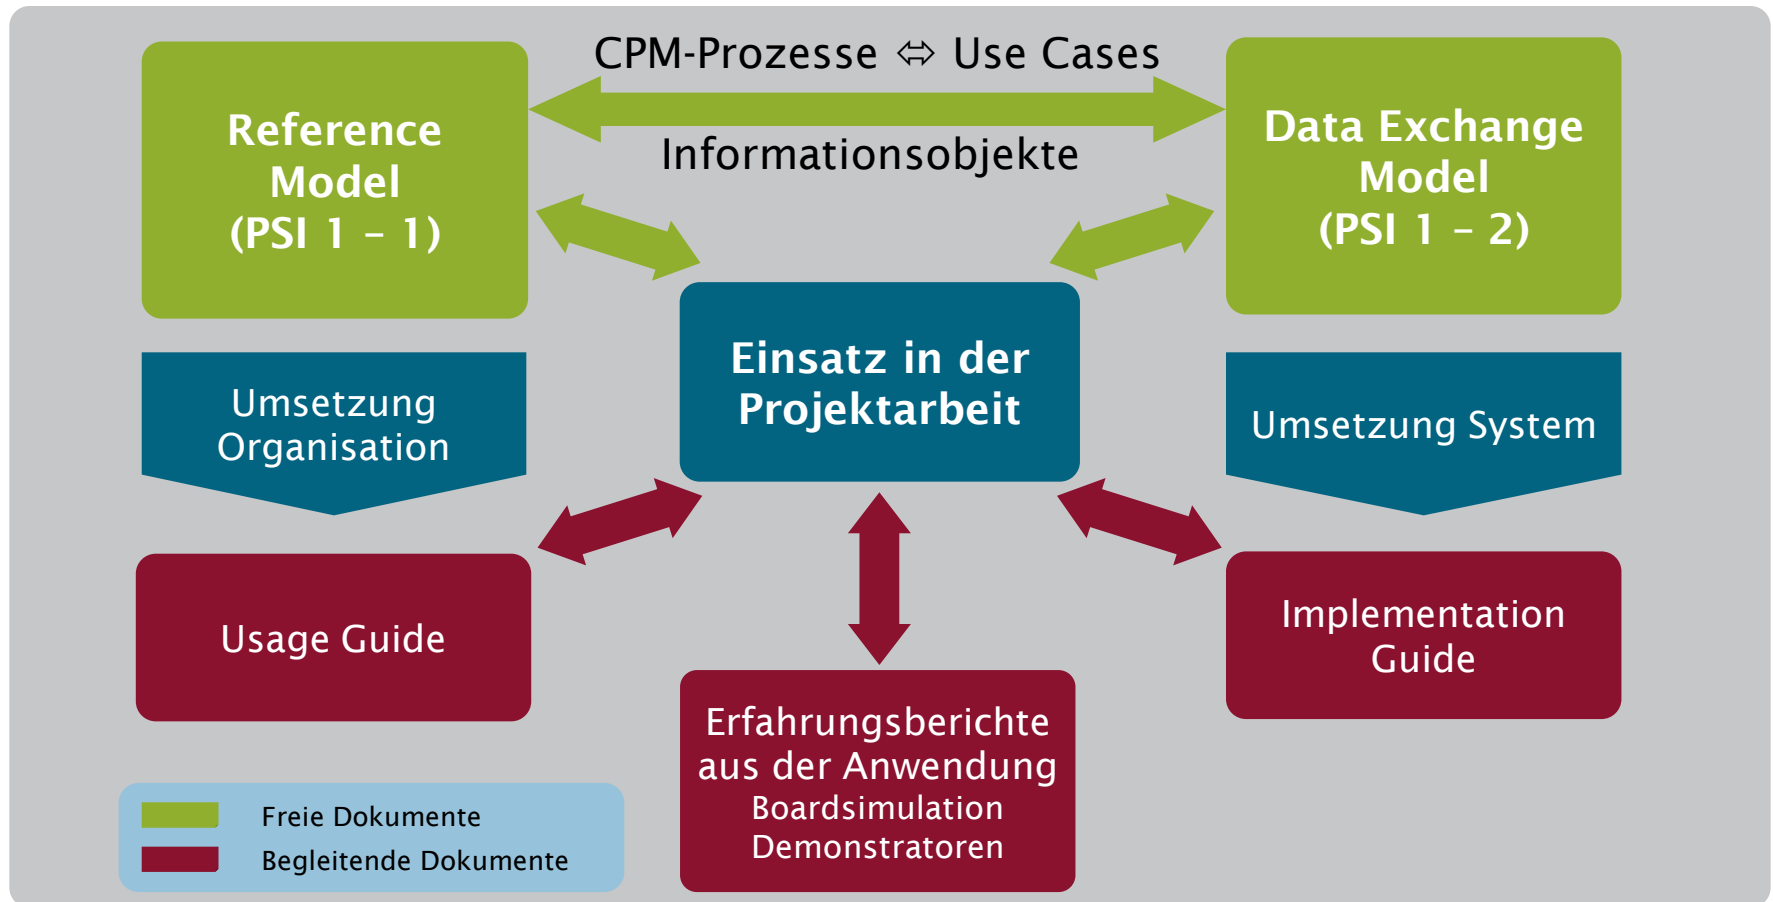 CPM-Prozesse ⬄ Use Cases
Informationsobjekte
Reference
Model
(PSI 1 – 1)
Data Exchange
Model
(PSI 1 – 2)
Einsatz in der
Projektarbeit
Umsetzung
Organisation
Umsetzung System
Usage Guide
Implementation
Guide
Erfahrungsberichte
aus der Anwendung
Boardsimulation
Demonstratoren
Freie Dokumente
Begleitende Dokumente